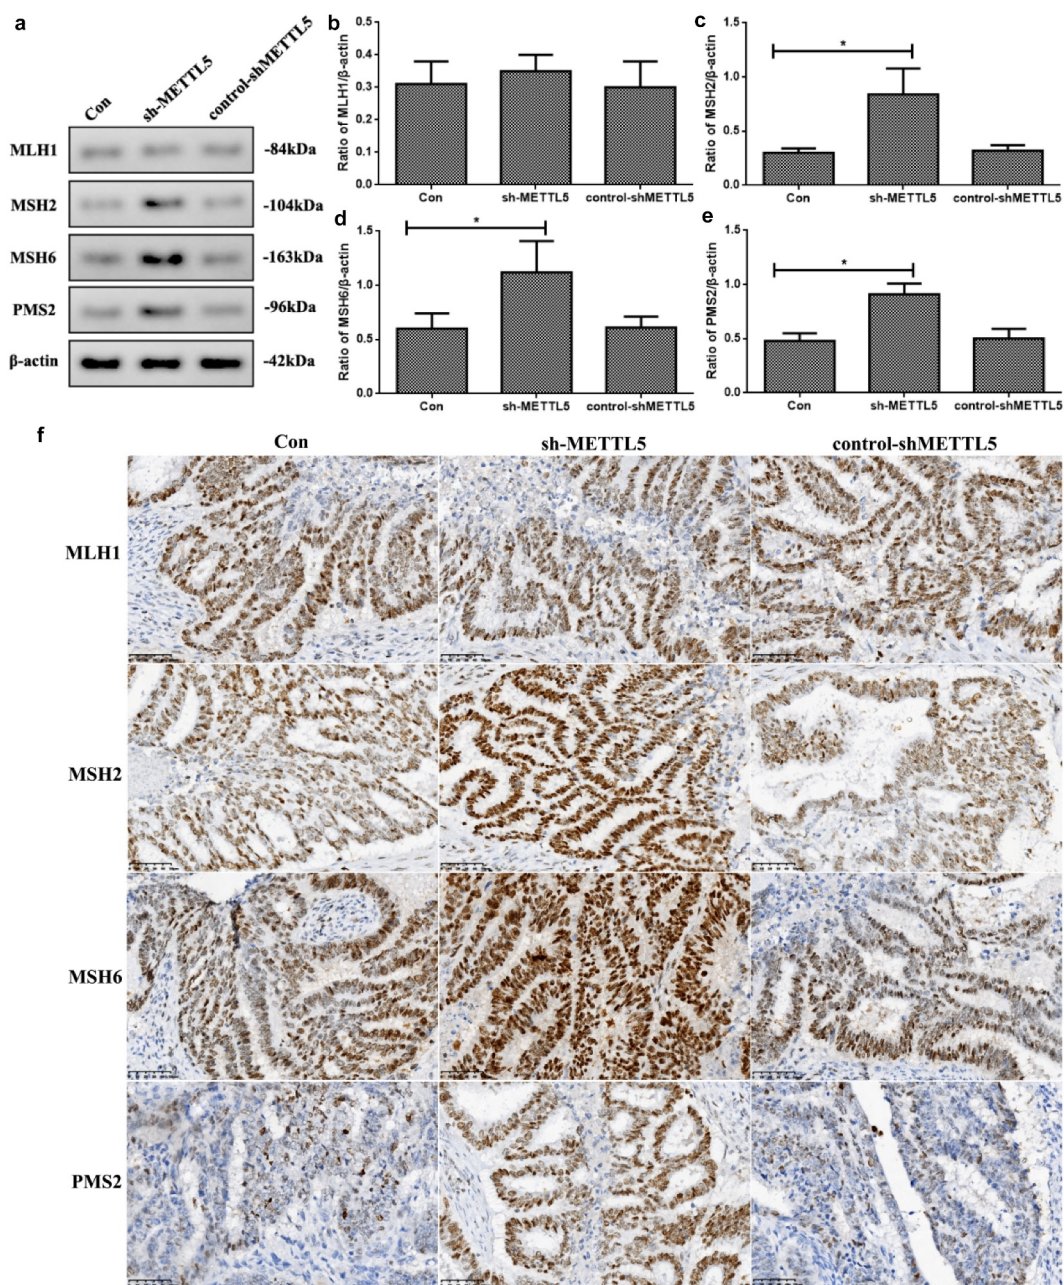 a
Con
sh-METTL5
control-shMETTL5
MLH1
-84kDa
MSH2
-104kDa
MSH6
-163kDa
PMS2
-96kDa
β-actin
-42kDa
b
Ratio of MLH1/β-actin
0.5
0.4
0.3
0.2
0.1
0.0
Con
sh-METTL5
control-shMETTL5
c
Ratio of MSH2/β-actin
1.5
1.0
0.5
0.0
*
Con
sh-METTL5
control-shMETTL5
d
Ratio of MSH6/β-actin
1.5
1.0
0.5
0.0
*
Con
sh-METTL5
control-shMETTL5
e
Ratio of PMS2/β-actin
1.5
1.0
0.5
0.0
*
Con
sh-METTL5
control-shMETTL5
f
Con
sh-METTL5
control-shMETTL5
MLH1
MSH2
MSH6
PMS2